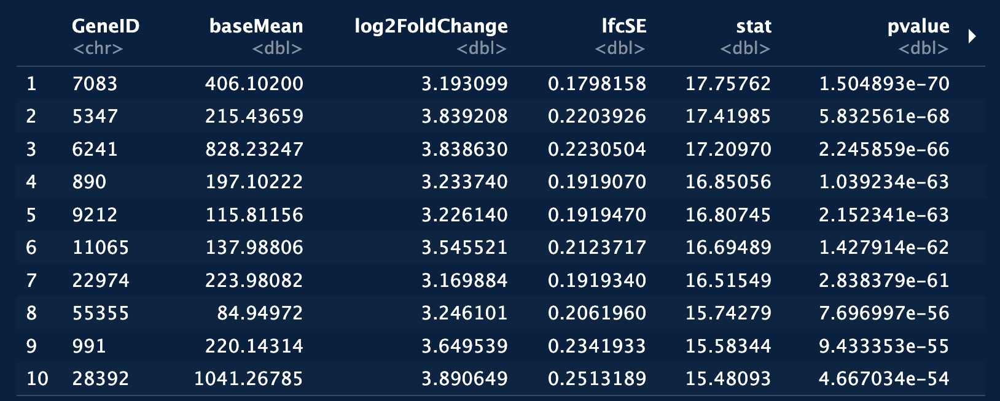 GeneID baseMean log2FoldChange lfcSE stat pvalue
<chr> <dbl> <dbl> <dbl> <dbl> <dbl>
1 7083 406.10200 3.193099 0.1798158 17.75762 1.504893e-70
2 5347 215.43659 3.839208 0.2203926 17.41985 5.832561e-68
3 6241 828.23247 3.838630 0.2230504 17.20970 2.245859e-66
4 890 197.10222 3.233740 0.1919070 16.85056 1.039234e-63
5 9212 115.81156 3.226140 0.1919470 16.80745 2.152341e-63
6 11065 137.98806 3.545521 0.2123717 16.69489 1.427914e-62
7 22974 223.98082 3.169884 0.1919340 16.51549 2.838379e-61
8 55355 84.94972 3.246101 0.2061960 15.74279 7.696997e-56
9 991 220.14314 3.649539 0.2341933 15.58344 9.433353e-55
10 28392 1041.26785 3.890649 0.2513189 15.48093 4.667034e-54